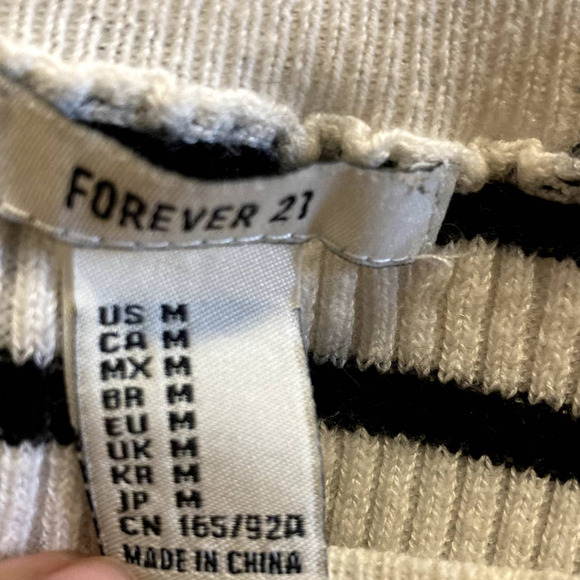 FOREVER 21
US M
CA M
MX M
BR M
EU M
UK M
KR M
JP M
CN 165/92A
MADE IN CHINA